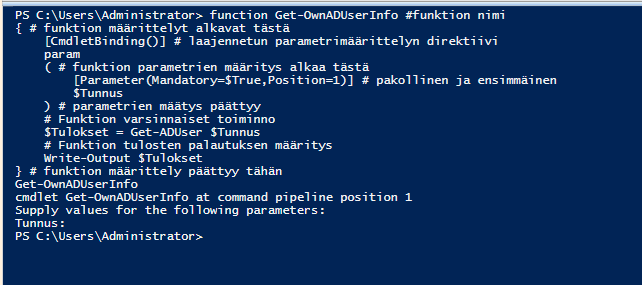 PS C:\Users\Administrator> function Get-OwnADUserInfo #funktion nimi
{ # funktion määrittelyt alkavat tästä
[CmdletBinding()] # laajennetun parametrimäärittelyn direktiivi
param
( # funktion parametrien määritys alkaa tästä
[Parameter(Mandatory=$True,Position=1)] # pakollinen ja ensimmäinen
$Tunnus
) # parametrien määtys päättyy
# Funktion varsinnaiset toiminno
$Tulokset = Get-ADUser $Tunnus
# Funktion tulosten palautuksen määritys
Write-Output $Tulokset
} # funktion määrittely päättyy tähän
Get-OwnADUserInfo
cmdlet Get-OwnADUserInfo at command pipeline position 1
Supply values for the following parameters:
Tunnus:
PS C:\Users\Administrator>